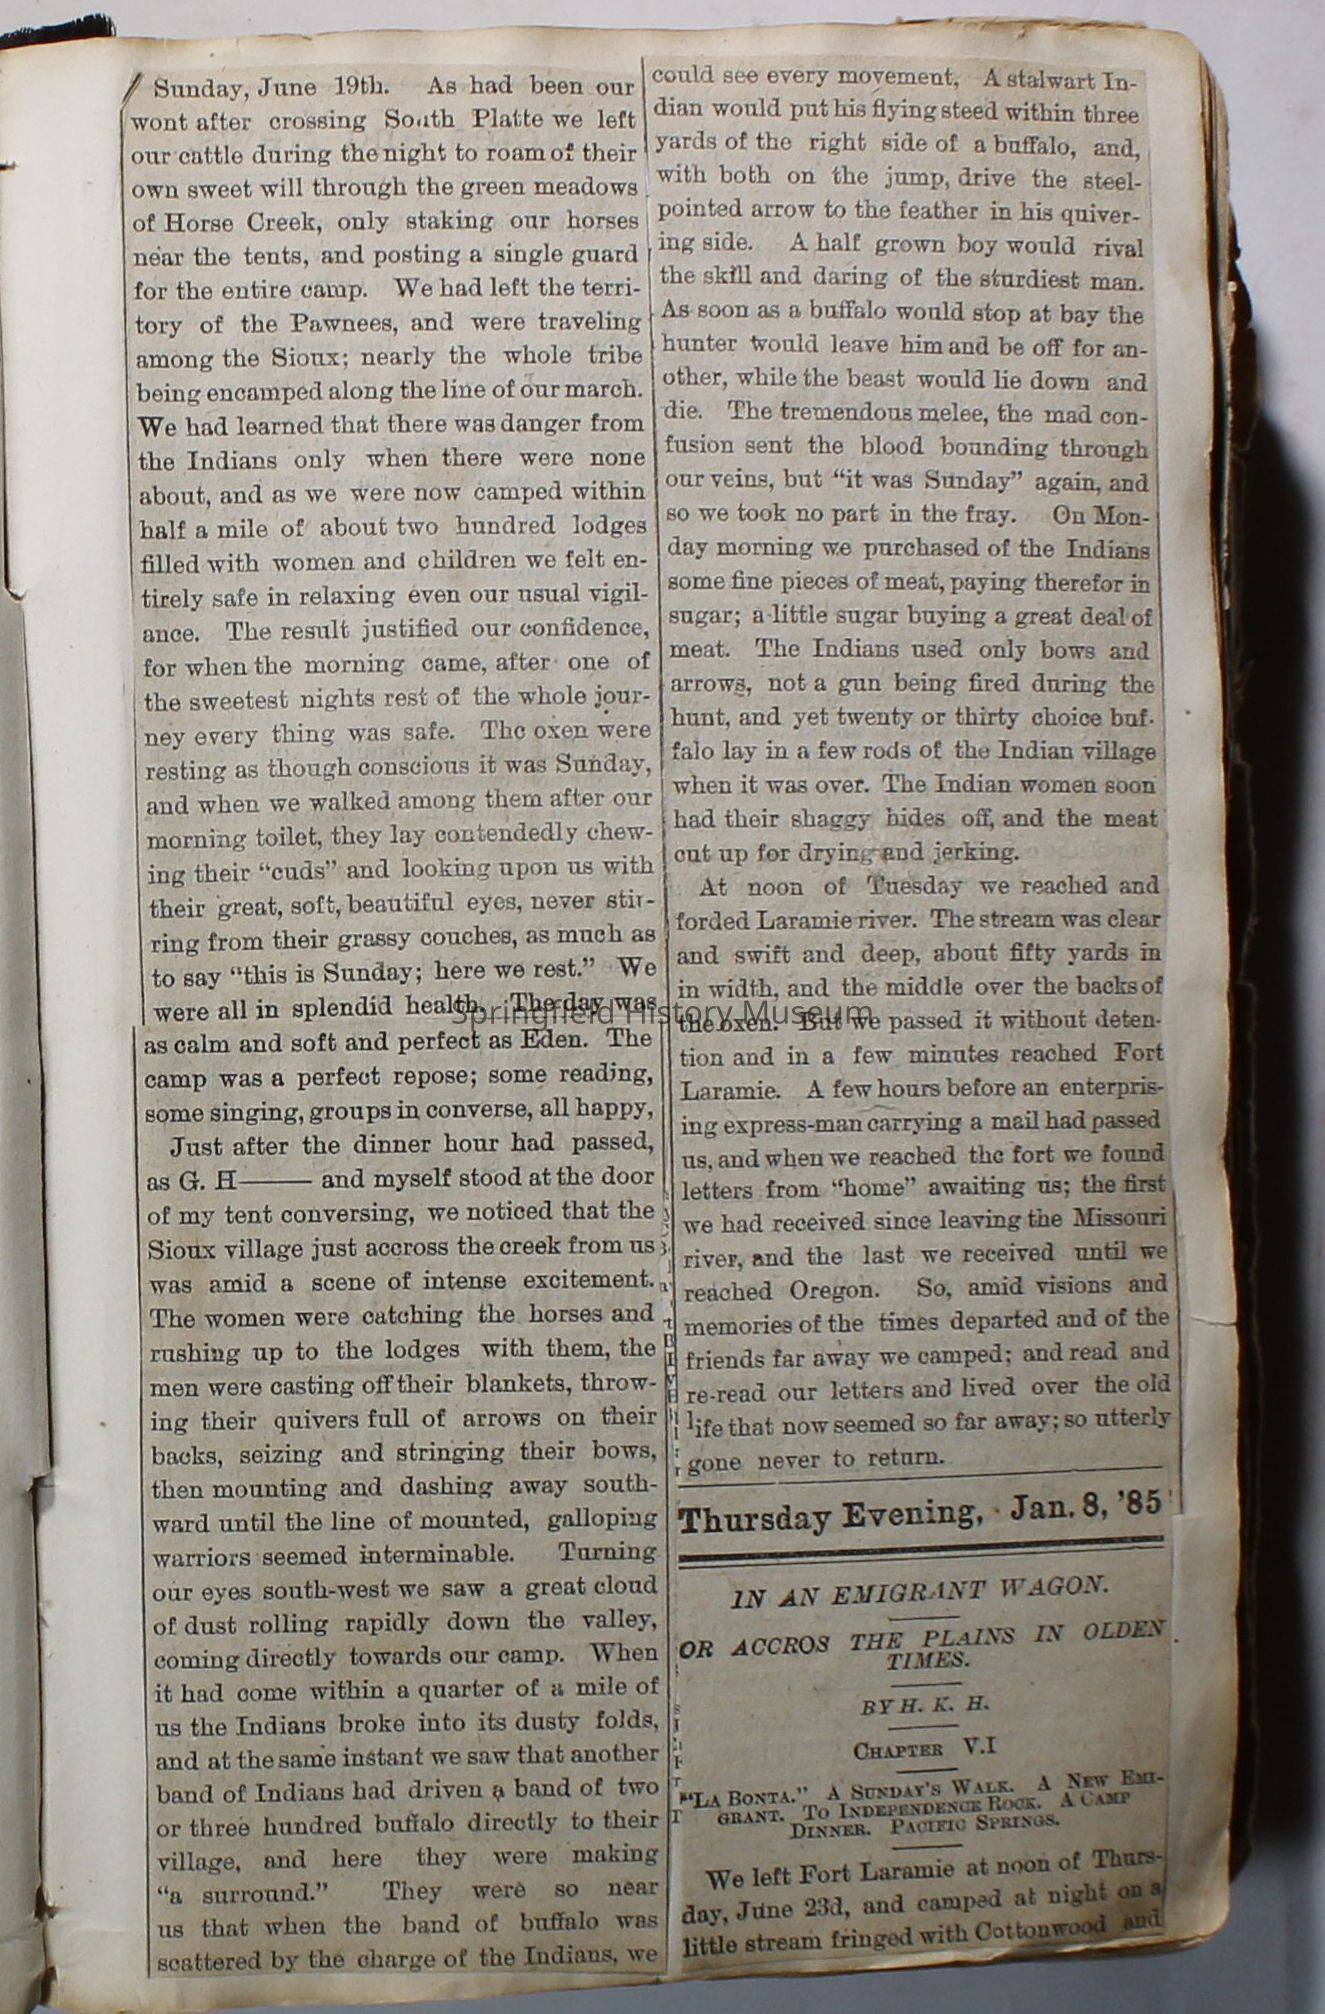 Sunday, June 19th. As had been our
wont after crossing South Platte we left
our cattle during the night to roam of their
own sweet will through the green meadows
of Horse Creek, only staking our horses
near the tents, and posting a single guard
for the entire camp. We had left the terri-
tory of the Pawnees, and were traveling
among the Sioux; nearly the whole tribe
being encamped along the line of our march.
We had learned that there was danger from
the Indians only when there were none
about, and as we were now camped within
half a mile of about two hundred lodges
filled with women and children we felt en-
tirely safe in relaxing even our usual vigil-
ance. The result justified our confidence,
for when the morning came, after one of
the sweetest nights rest of the whole jour-
ney every thing was safe. The oxen were
resting as though conscious it was Sunday,
and when we walked among them after our
morning toilet, they lay contendedly chew-
ing their "cuds" and looking upon us with
their great, soft, beautiful eyes, never stir-
ring from their grassy couches, as much as
to say "this is Sunday; here we rest." We
were all in splendid health. The day was
as calm and soft and perfect as Eden. The
camp was a perfect repose; some reading,
some singing, groups in converse, all happy,
Just after the dinner hour had passed,
as G. H—— and myself stood at the door
of my tent conversing, we noticed that the
Sioux village just accross the creek from us
was amid a scene of intense excitement.
The women were catching the horses and
rushing up to the lodges with them, the
men were casting off their blankets, throw-
ing their quivers full of arrows on their
backs, seizing and stringing their bows,
then mounting and dashing away south-
ward until the line of mounted, galloping
warriors seemed interminable. Turning
our eyes south-west we saw a great cloud
of dust rolling rapidly down the valley,
coming directly towards our camp. When
it had come within a quarter of a mile of
us the Indians broke into its dusty folds,
and at the same instant we saw that another
band of Indians had driven a band of two
or three hundred buffalo directly to their
village, and here they were making
"a surround." They were so near
us that when the band of buffalo was
scattered by the charge of the Indians, we
could see every movement, A stalwart In-
dian would put his flying steed within three
yards of the right side of a buffalo, and,
with both on the jump, drive the steel-
pointed arrow to the feather in his quiver-
ing side. A half grown boy would rival
the skill and daring of the sturdiest man.
As soon as a buffalo would stop at bay the
hunter would leave him and be off for an-
other, while the beast would lie down and
die. The tremendous melee, the mad con-
fusion sent the blood bounding through
our veins, but "it was Sunday" again, and
so we took no part in the fray. On Mon-
day morning we purchased of the Indians
some fine pieces of meat, paying therefor in
sugar; a little sugar buying a great deal of
meat. The Indians used only bows and
arrows, not a gun being fired during the
hunt, and yet twenty or thirty choice buf-
falo lay in a few rods of the Indian village
when it was over. The Indian women soon
had their shaggy hides off, and the meat
cut up for drying and jerking.
At noon of Tuesday we reached and
forded Laramie river. The stream was clear
and swift and deep, about fifty yards in
in width, and the middle over the backs of
the oxen. But we passed it without deten-
tion and in a few minutes reached Fort
Laramie. A few hours before an enterpris-
ing express-man carrying a mail had passed
us, and when we reached the fort we found
letters from "home" awaiting us; the first
we had received since leaving the Missouri
river, and the last we received until we
reached Oregon. So, amid visions and
memories of the times departed and of the
friends far away we camped; and read and
re-read our letters and lived over the old
life that now seemed so far away; so utterly
gone never to return.
Thursday Evening, Jan. 8, '85
IN AN EMIGRANT WAGON.
OR ACCROS THE PLAINS IN OLDEN
TIMES.
BY H. K. H.
CHAPTER V.I
"LA BONTA." A SUNDAY'S WALK. A NEW EMI-
GRANT. TO INDEPENDENCE ROCK. A CAMP
DINNER. PACIFIC SPRINGS.
We left Fort Laramie at noon of Thurs-
day, June 23d, and camped at night on a
little stream fringed with Cottonwood and
Springfield History Museum